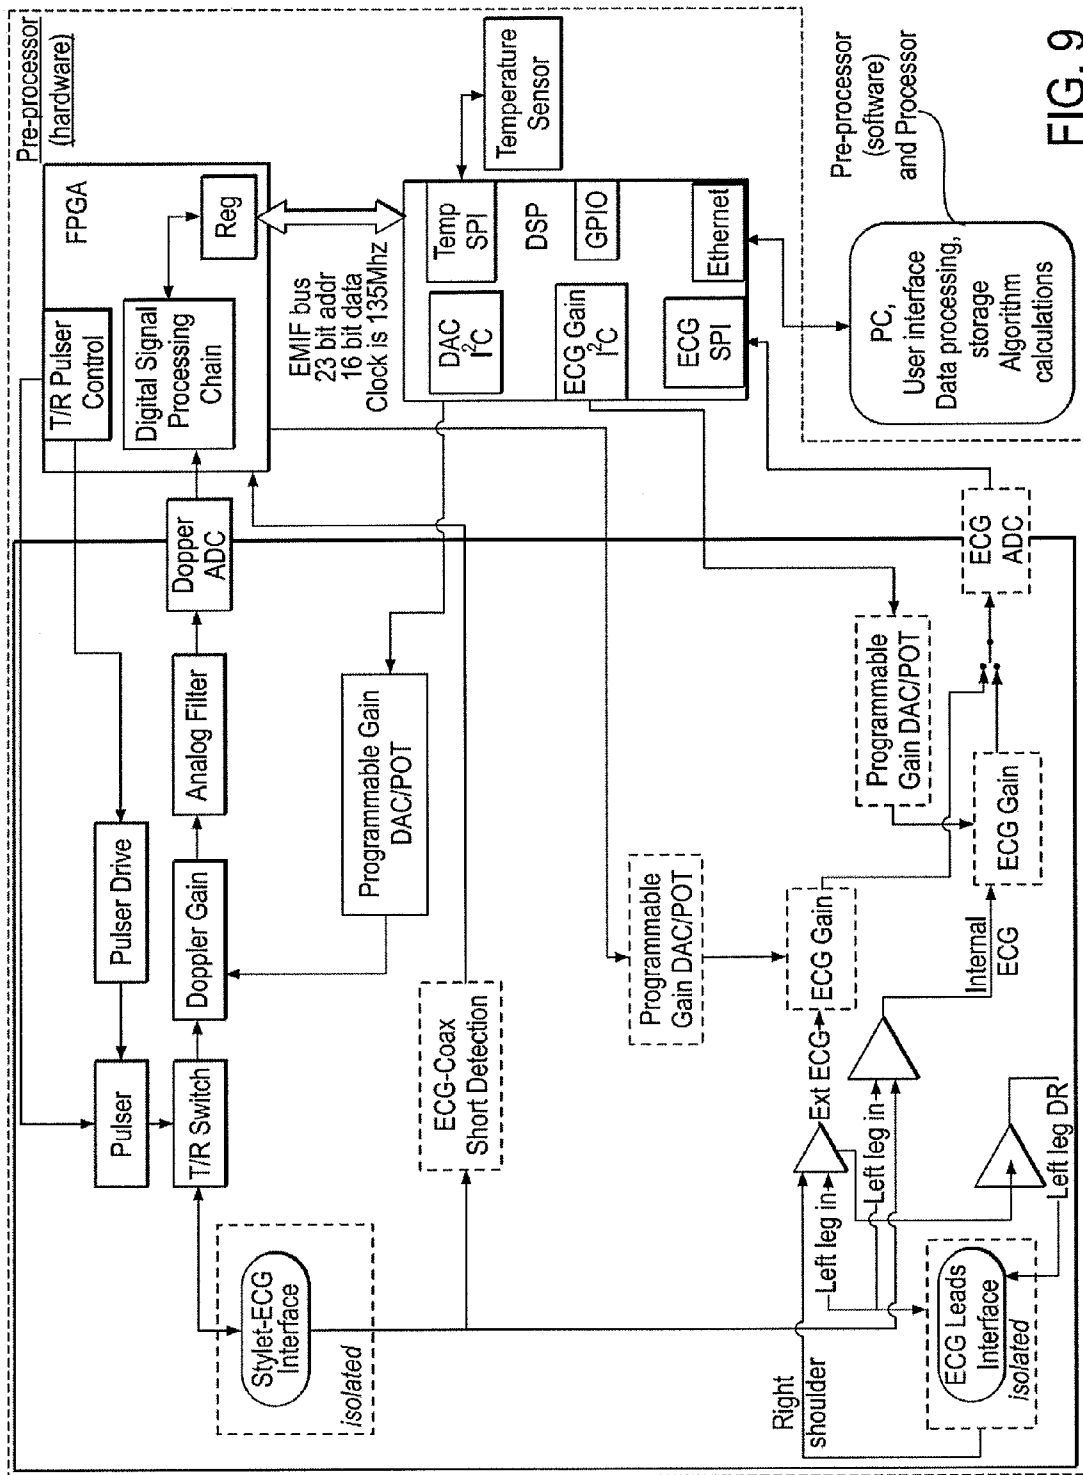 Pre-processor
(hardware)
FPGA
T/R Pulser
Control
Digital Signal
Processing
Chain
Reg
EMIF bus
23 bit addr
16 bit data
Clock is 135Mhz
Temperature
Sensor
DAC
I²C
Temp
SPI
DSP
ECG Gain
I²C
GPIO
ECG
SPI
Ethernet
Pre-processor
(software)
and Processor
PC,
User interface
Data processing,
storage
Algorithm
calculations
Pulser
Pulser Drive
T/R Switch
Doppler Gain
Analog Filter
Dopper
ADC
Programmable Gain
DAC/POT
Stylet-ECG
Interface
isolated
ECG-Coax
Short Detection
Programmable
Gain DAC/POT
Programmable
Gain DAC/POT
ECG
ADC
Ext ECG
ECG Gain
Internal
ECG
ECG Gain
Right
shoulder
Left leg in
Left leg in
Left leg DR
ECG Leads
Interface
isolated
FIG. 9